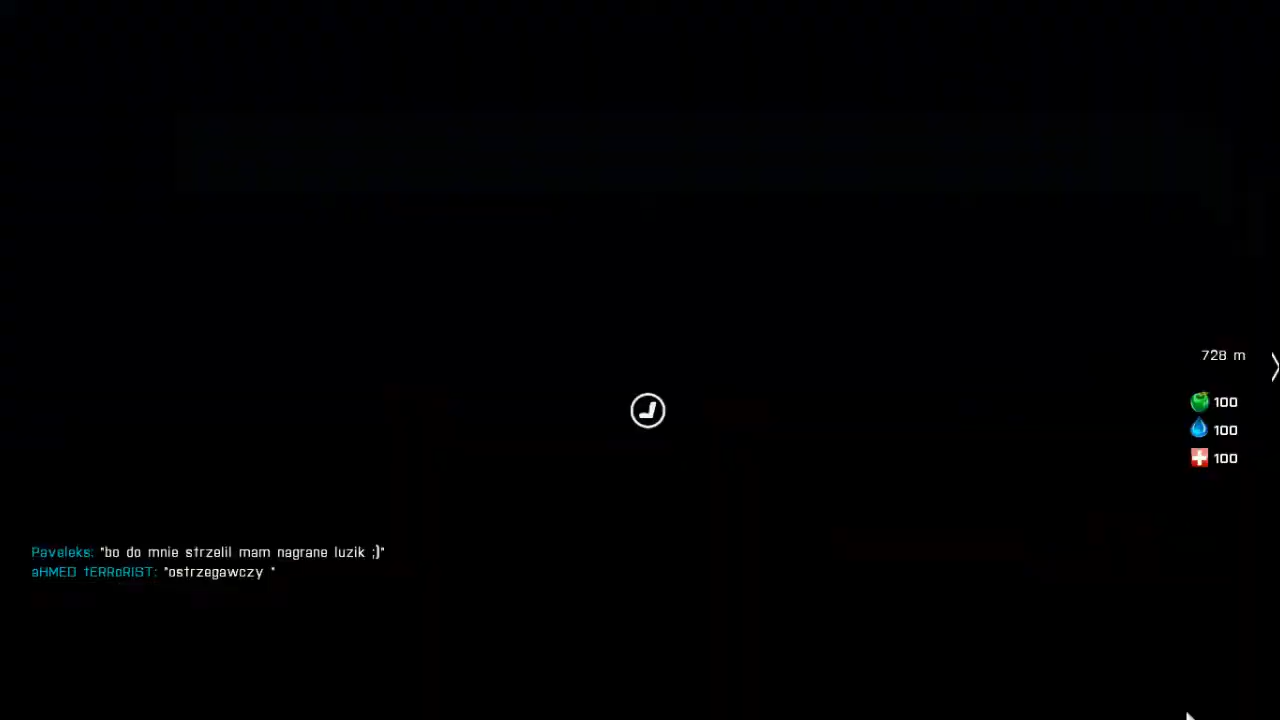 728 m
100
100
100
Paveleks: "bo do mnie strzelil mam nagrane luzik ;)"
aHMED tERRoRIST: "ostrzegawczy "